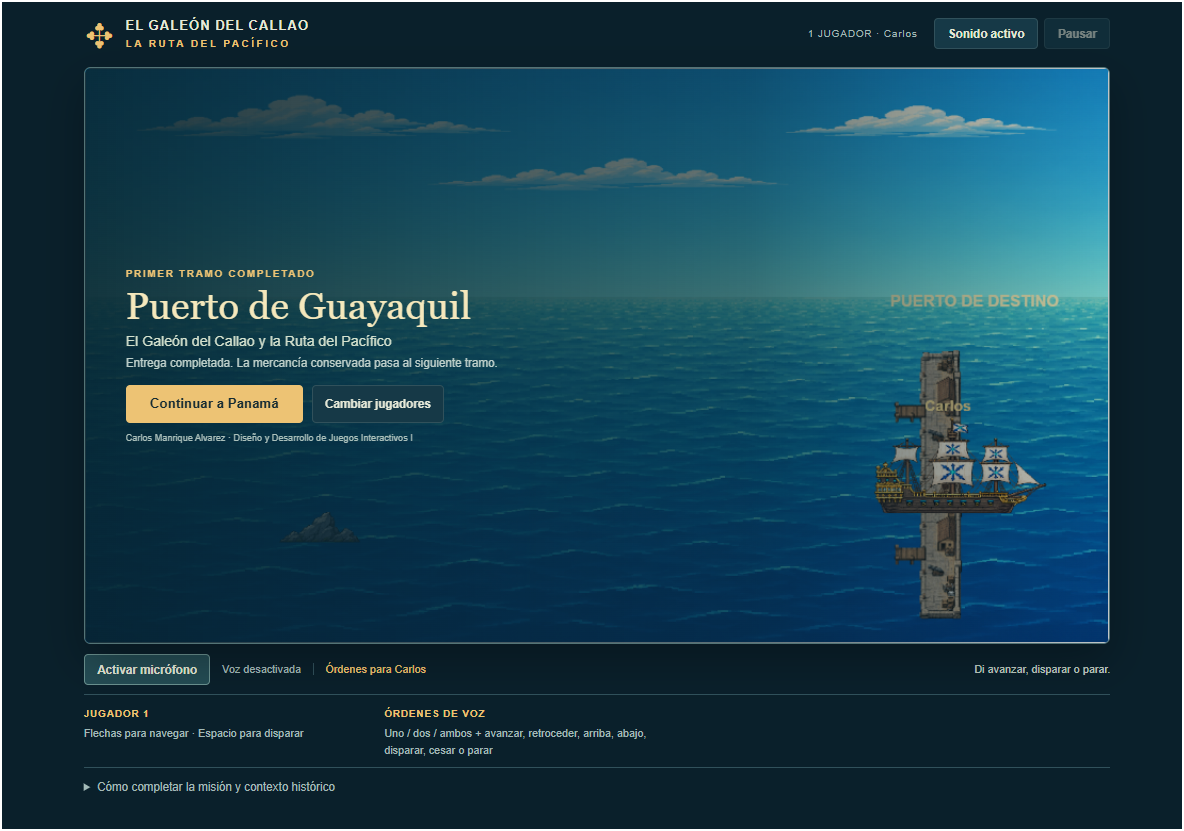 EL GALEÓN DEL CALLAO
LA RUTA DEL PACÍFICO
1 JUGADOR · Carlos
Sonido activo
Pausar
PRIMER TRAMO COMPLETADO
Puerto de Guayaquil
El Galeón del Callao y la Ruta del Pacífico
Entrega completada. La mercancía conservada pasa al siguiente tramo.
Continuar a Panamá
Cambiar jugadores
Carlos Manrique Alvarez · Diseño y Desarrollo de Juegos Interactivos I
PUERTO DE DESTINO
Carlos
Activar micrófono
Voz desactivada
Órdenes para Carlos
Di avanzar, disparar o parar.
JUGADOR 1
Flechas para navegar · Espacio para disparar
ÓRDENES DE VOZ
Uno / dos / ambos + avanzar, retroceder, arriba, abajo,
disparar, cesar o parar
Cómo completar la misión y contexto histórico